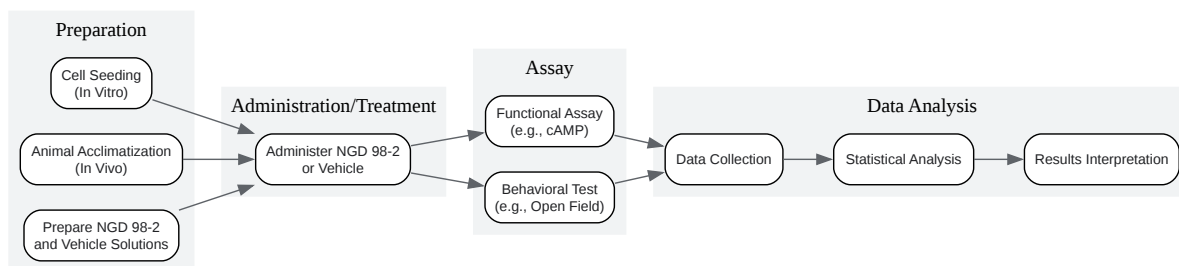 Preparation
Cell Seeding
(In Vitro)
Animal Acclimatization
(In Vivo)
Prepare NGD 98-2
and Vehicle Solutions
Administration/Treatment
Administer NGD 98-2
or Vehicle
Assay
Functional Assay
(e.g., cAMP)
Behavioral Test
(e.g., Open Field)
Data Analysis
Data Collection
Statistical Analysis
Results Interpretation